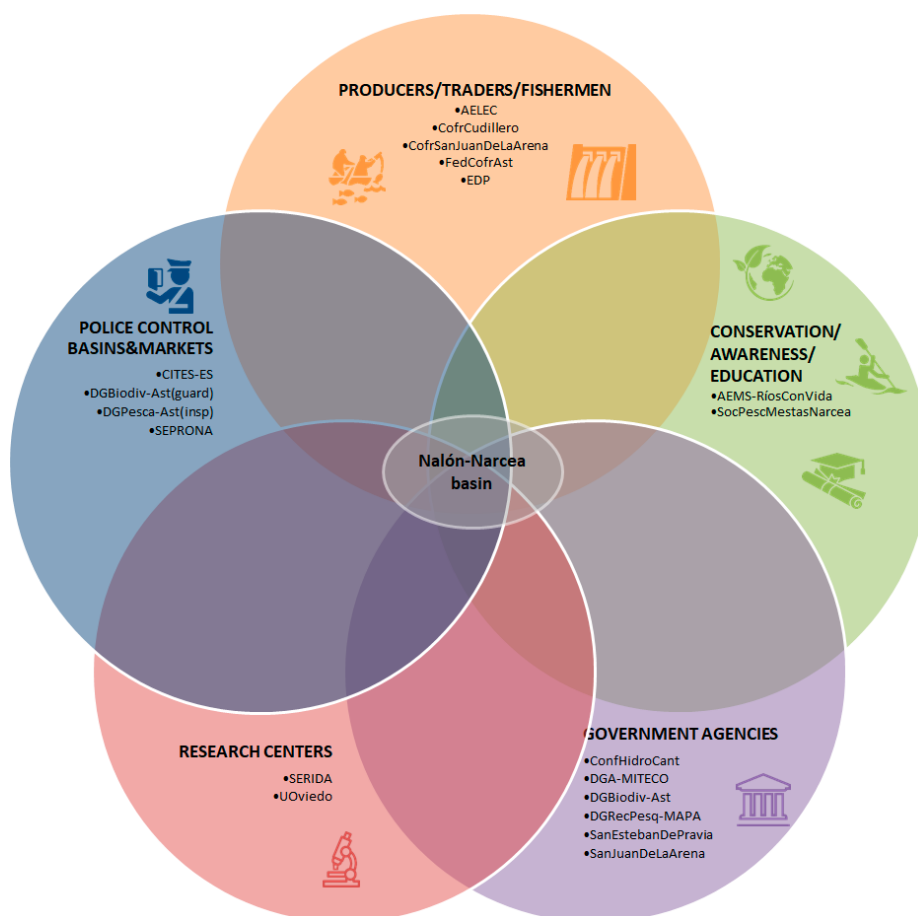 PRODUCERS/TRADERS/FISHERMEN
•AELEC
•CofrCudillero
•CofrSanJuanDeLaArena
•FedCofrAst
•EDP
POLICE CONTROL
BASINS&MARKETS
•CITES-ES
•DGBiodiv-Ast(guard)
•DGPesca-Ast(insp)
•SEPRONA
CONSERVATION/
AWARENESS/
EDUCATION
•AEMS-RíosConVida
•SocPescMestasNarcea
Nalón-Narcea
basin
RESEARCH CENTERS
•SERIDA
•UOviedo
GOVERNMENT AGENCIES
•ConfHidroCant
•DGA-MITECO
•DGBiodiv-Ast
•DGRecPesq-MAPA
•SanEstebanDePravia
•SanJuanDeLaArena